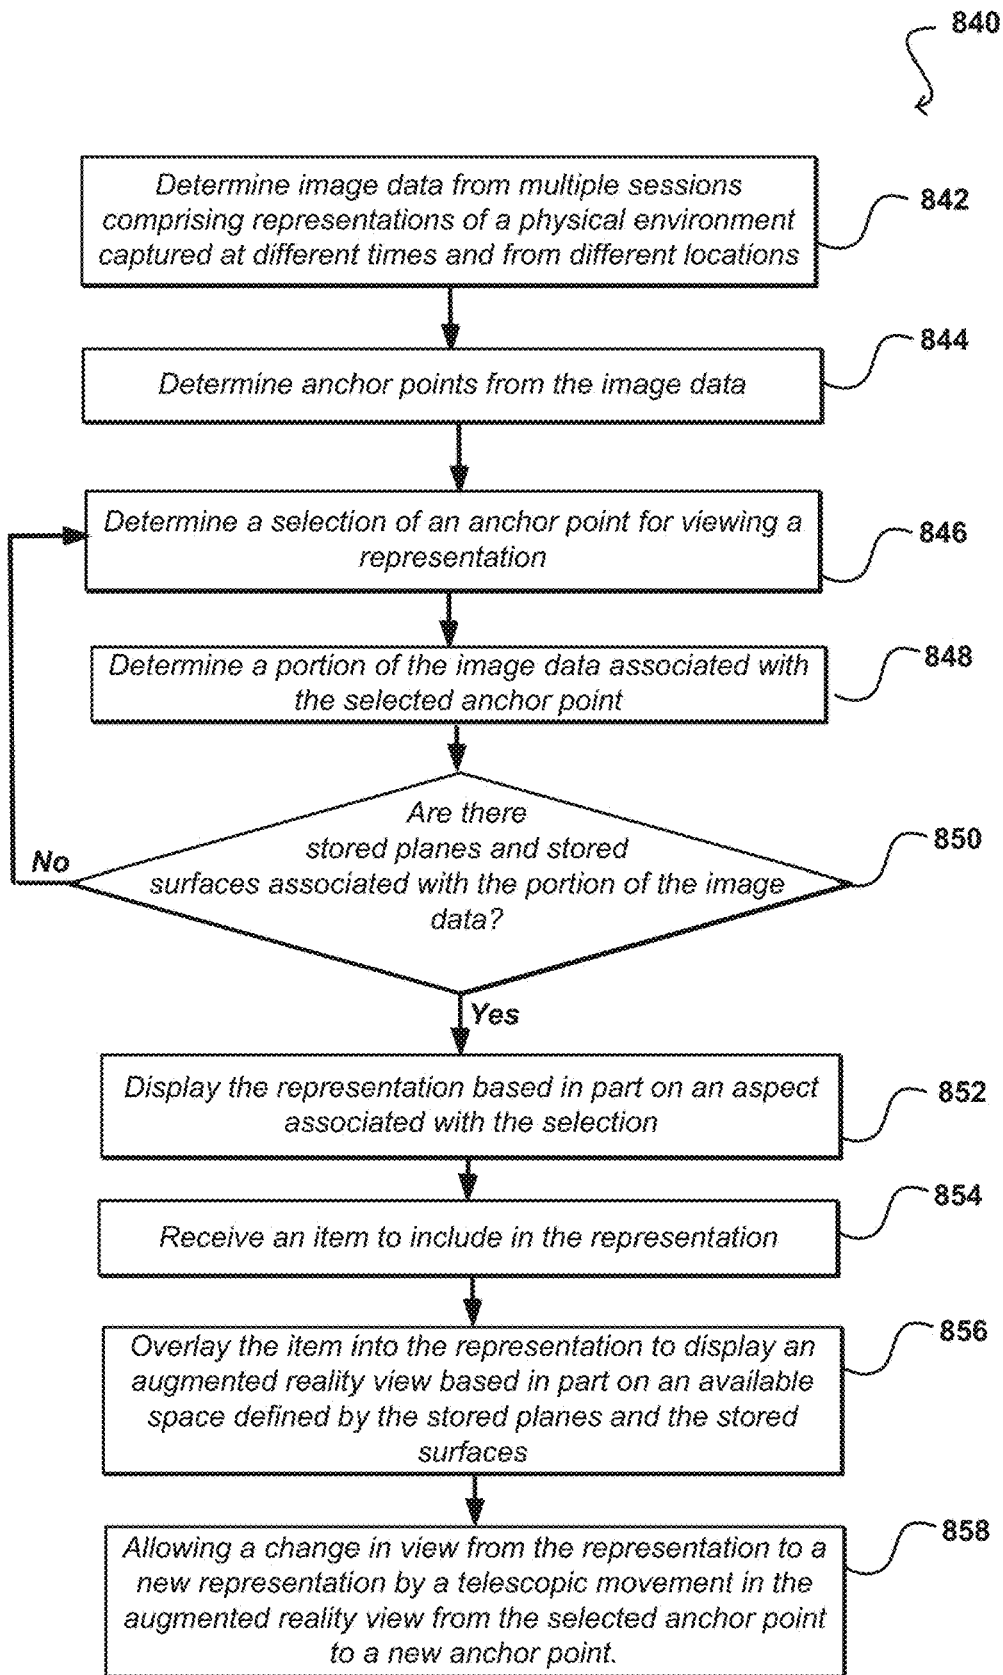 840
Determine image data from multiple sessions
comprising representations of a physical environment
captured at different times and from different locations
842
Determine anchor points from the image data
844
Determine a selection of an anchor point for viewing a
representation
846
Determine a portion of the image data associated with
the selected anchor point
848
Are there
stored planes and stored
surfaces associated with the portion of the image
data?
850
No
Yes
Display the representation based in part on an aspect
associated with the selection
852
Receive an item to include in the representation
854
Overlay the item into the representation to display an
augmented reality view based in part on an available
space defined by the stored planes and the stored
surfaces
856
Allowing a change in view from the representation to a
new representation by a telescopic movement in the
augmented reality view from the selected anchor point
to a new anchor point.
858